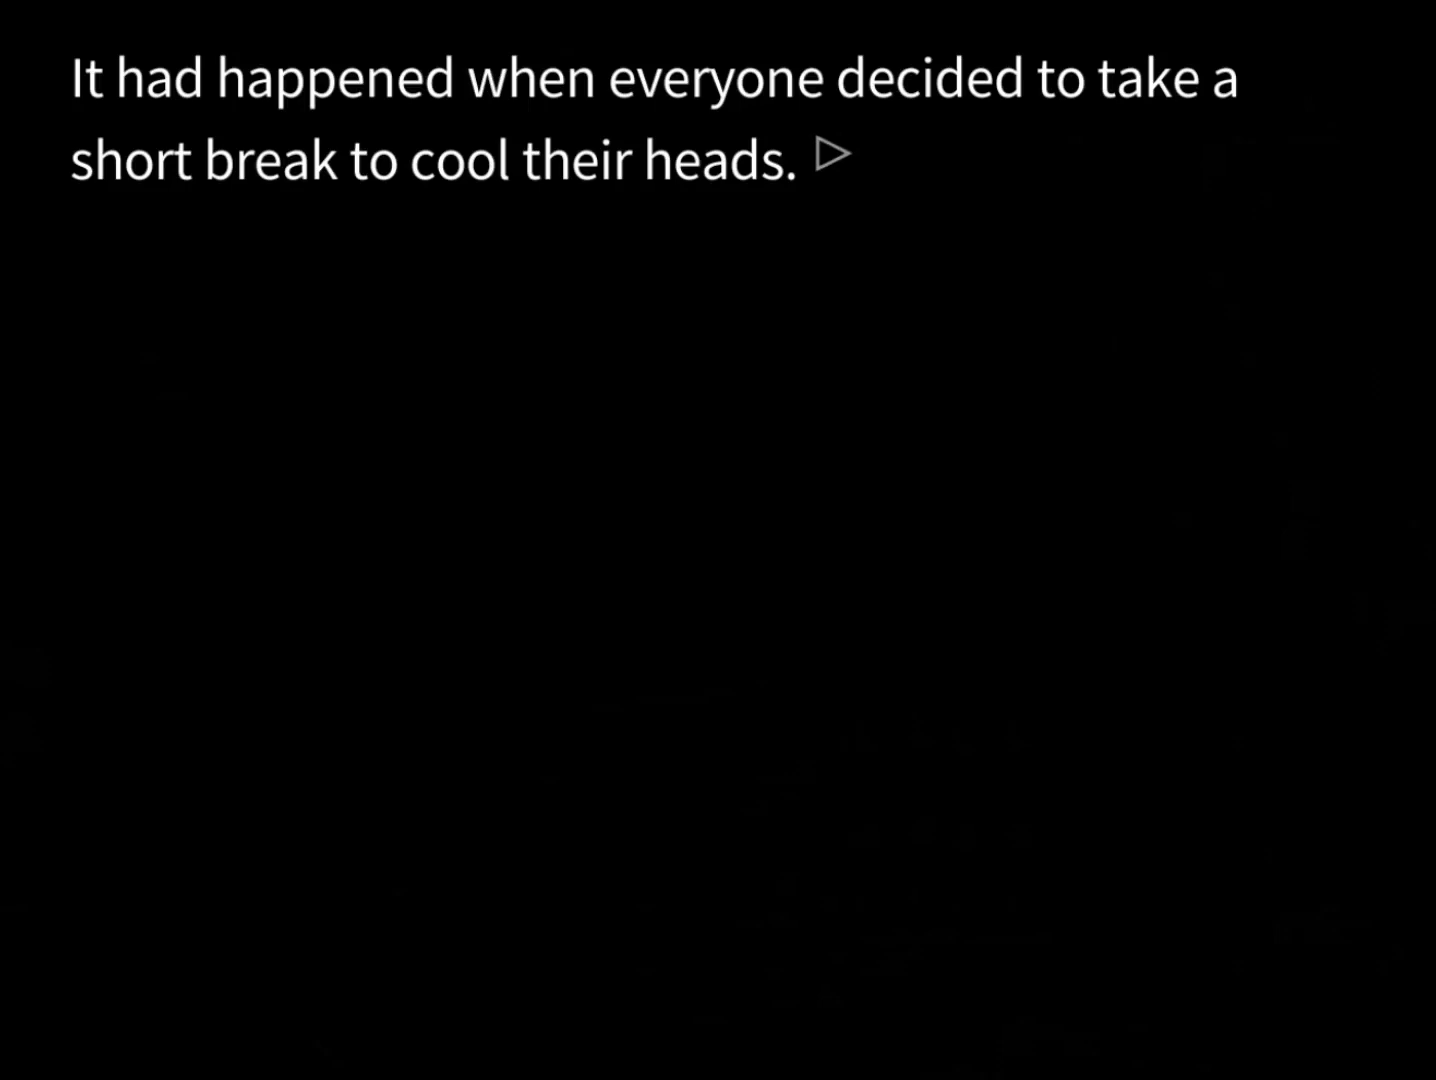 It had happened when everyone decided to take a
short break to cool their heads.